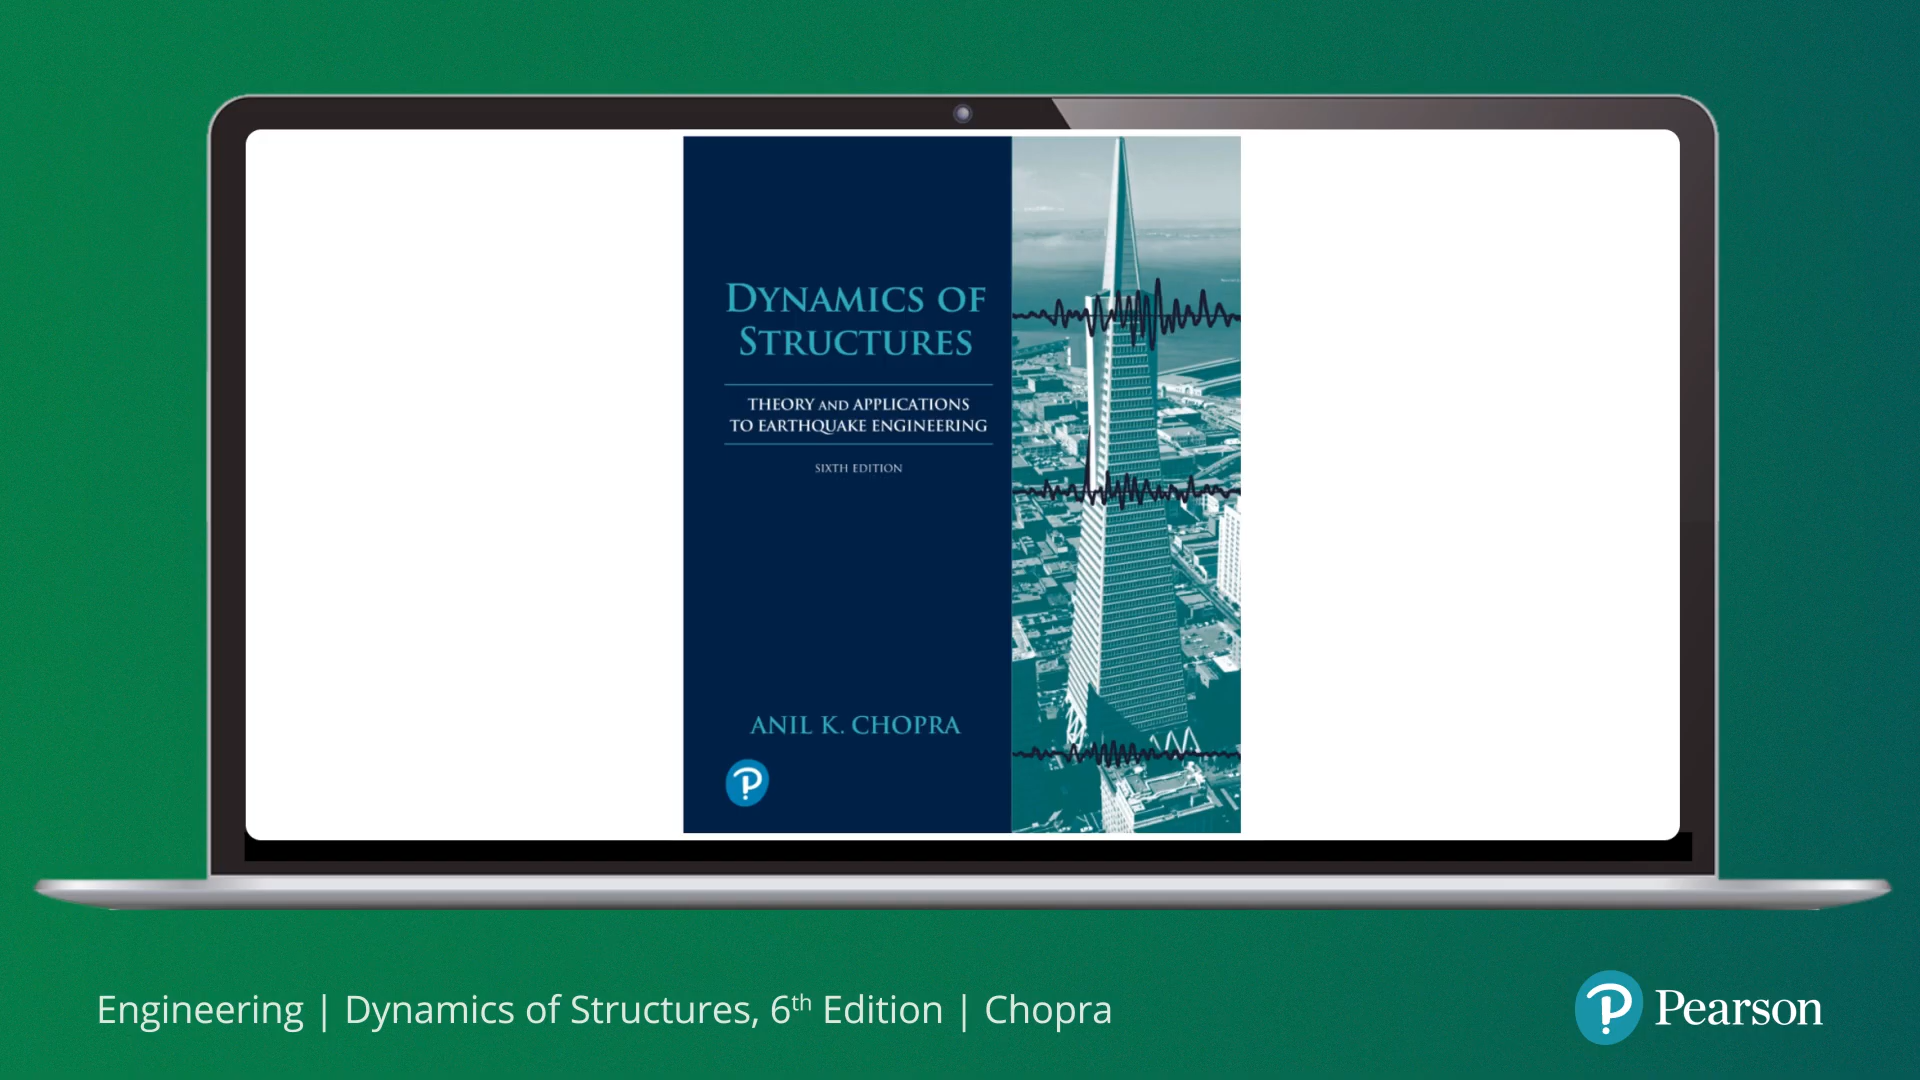 DYNAMICS OF
STRUCTURES
THEORY AND APPLICATIONS
TO EARTHQUAKE ENGINEERING
SIXTH EDITION
ANIL K. CHOPRA
Engineering | Dynamics of Structures, 6th Edition | Chopra
Pearson